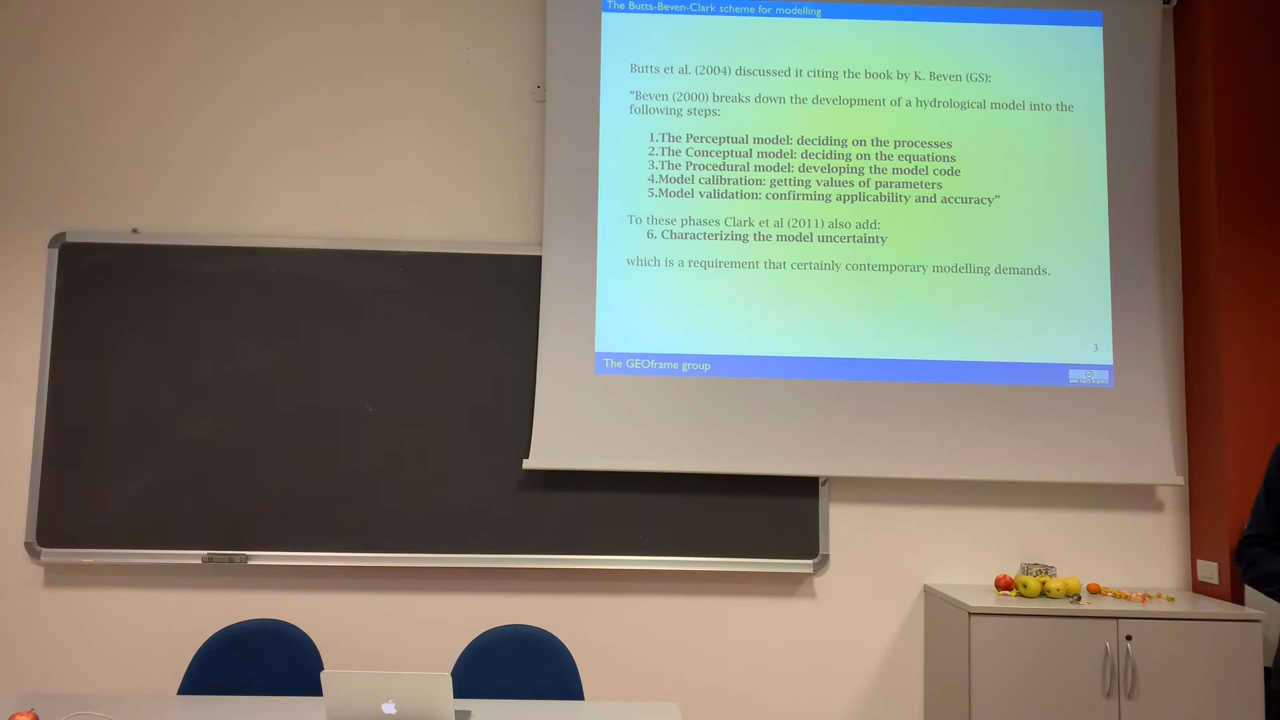 The Butts-Beven-Clark scheme for modelling
Butts et al. (2004) discussed it citing the book by K. Beven (GS):
“Beven (2000) breaks down the development of a hydrological model into the
following steps:
1.The Perceptual model: deciding on the processes
2.The Conceptual model: deciding on the equations
3.The Procedural model: developing the model code
4.Model calibration: getting values of parameters
5.Model validation: confirming applicability and accuracy”
To these phases Clark et al (2011) also add:
6. Characterizing the model uncertainty
which is a requirement that certainly contemporary modelling demands.
3
The GEOframe group